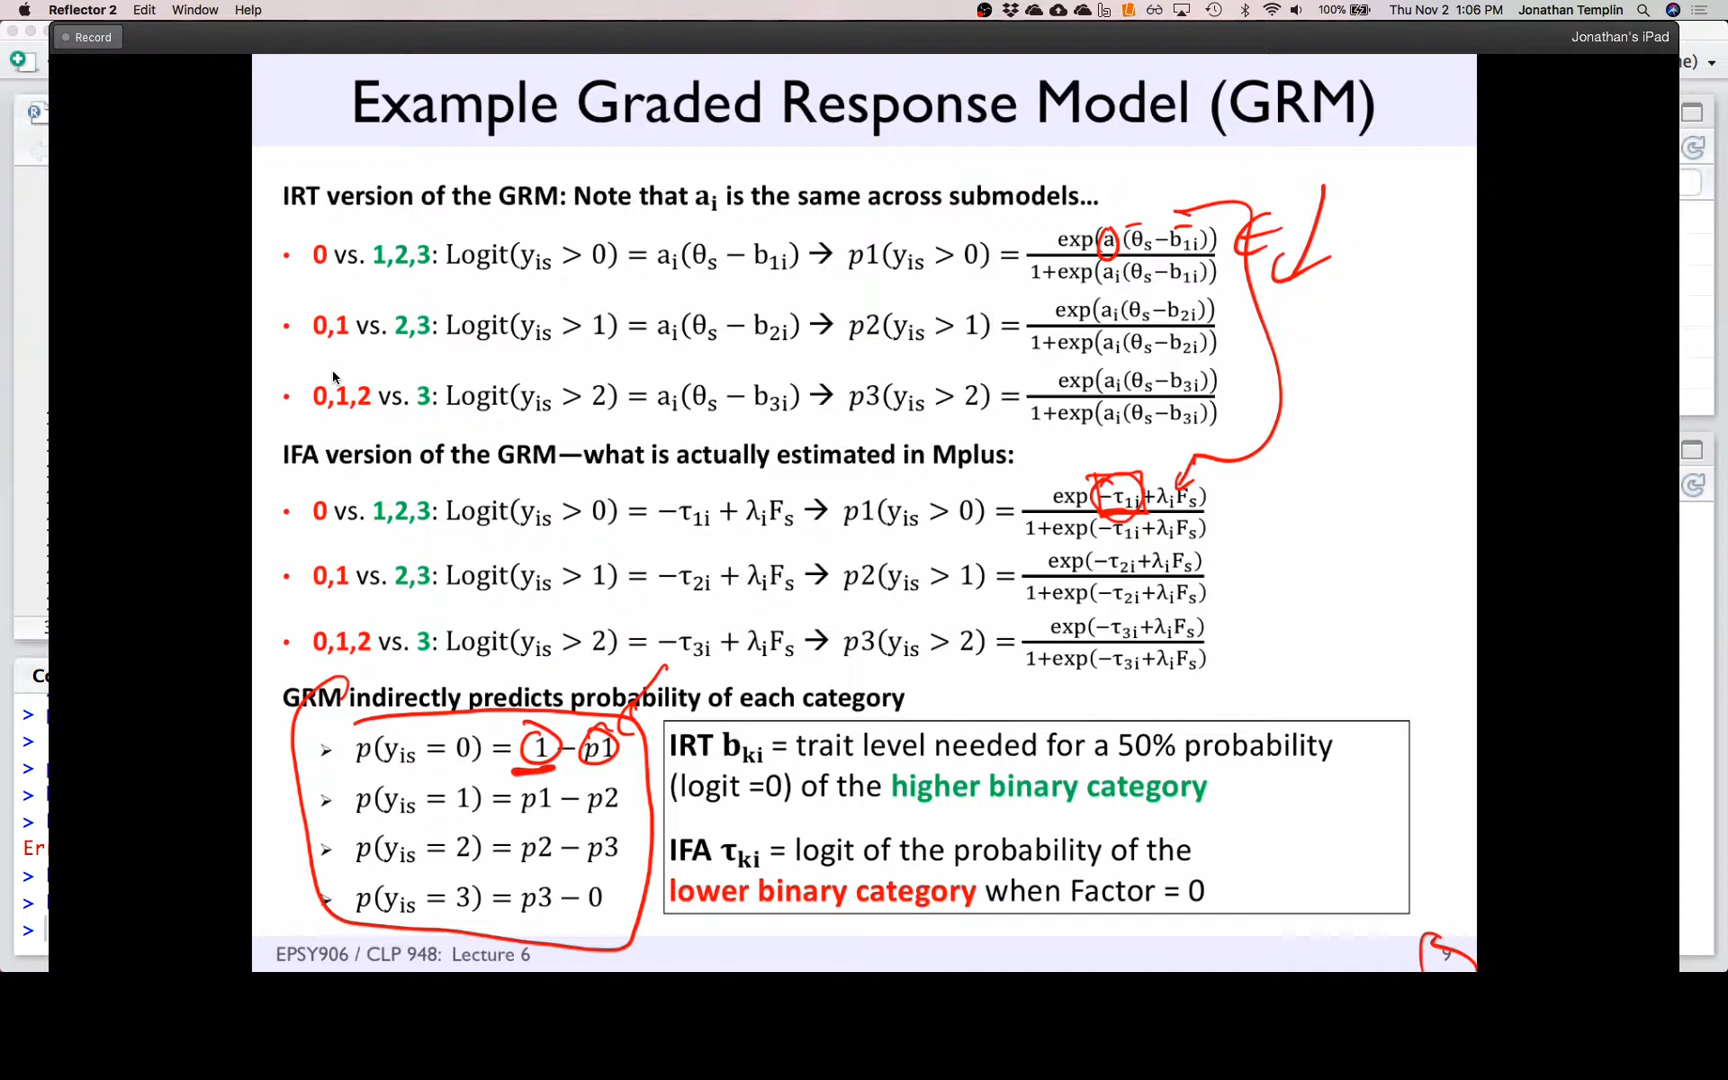 Reflector 2 Edit Window Help 100% Thu Nov 2 1:06 PM Jonathan Templin
Record Jonathan's iPad
Example Graded Response Model (GRM)
IRT version of the GRM: Note that aᵢ is the same across submodels…
• 0 vs. 1,2,3: Logit(yᵢₛ > 0) = aᵢ(θₛ − b₁ᵢ) → p1(yᵢₛ > 0) = exp(a(θₛ−b₁ᵢ)) / 1+exp(aᵢ(θₛ−b₁ᵢ))
• 0,1 vs. 2,3: Logit(yᵢₛ > 1) = aᵢ(θₛ − b₂ᵢ) → p2(yᵢₛ > 1) = exp(aᵢ(θₛ−b₂ᵢ)) / 1+exp(aᵢ(θₛ−b₂ᵢ))
• 0,1,2 vs. 3: Logit(yᵢₛ > 2) = aᵢ(θₛ − b₃ᵢ) → p3(yᵢₛ > 2) = exp(aᵢ(θₛ−b₃ᵢ)) / 1+exp(aᵢ(θₛ−b₃ᵢ))
IFA version of the GRM—what is actually estimated in Mplus:
• 0 vs. 1,2,3: Logit(yᵢₛ > 0) = −τ₁ᵢ + λᵢFₛ → p1(yᵢₛ > 0) = exp(−τ₁ᵢ+λᵢFₛ) / 1+exp(−τ₁ᵢ+λᵢFₛ)
• 0,1 vs. 2,3: Logit(yᵢₛ > 1) = −τ₂ᵢ + λᵢFₛ → p2(yᵢₛ > 1) = exp(−τ₂ᵢ+λᵢFₛ) / 1+exp(−τ₂ᵢ+λᵢFₛ)
• 0,1,2 vs. 3: Logit(yᵢₛ > 2) = −τ₃ᵢ + λᵢFₛ → p3(yᵢₛ > 2) = exp(−τ₃ᵢ+λᵢFₛ) / 1+exp(−τ₃ᵢ+λᵢFₛ)
GRM indirectly predicts probability of each category
➢ p(yᵢₛ = 0) = 1 − p1
➢ p(yᵢₛ = 1) = p1 − p2
➢ p(yᵢₛ = 2) = p2 − p3
➢ p(yᵢₛ = 3) = p3 − 0
IRT bₖᵢ = trait level needed for a 50% probability
(logit =0) of the higher binary category
IFA τₖᵢ = logit of the probability of the
lower binary category when Factor = 0
EPSY906 / CLP 948: Lecture 6 9